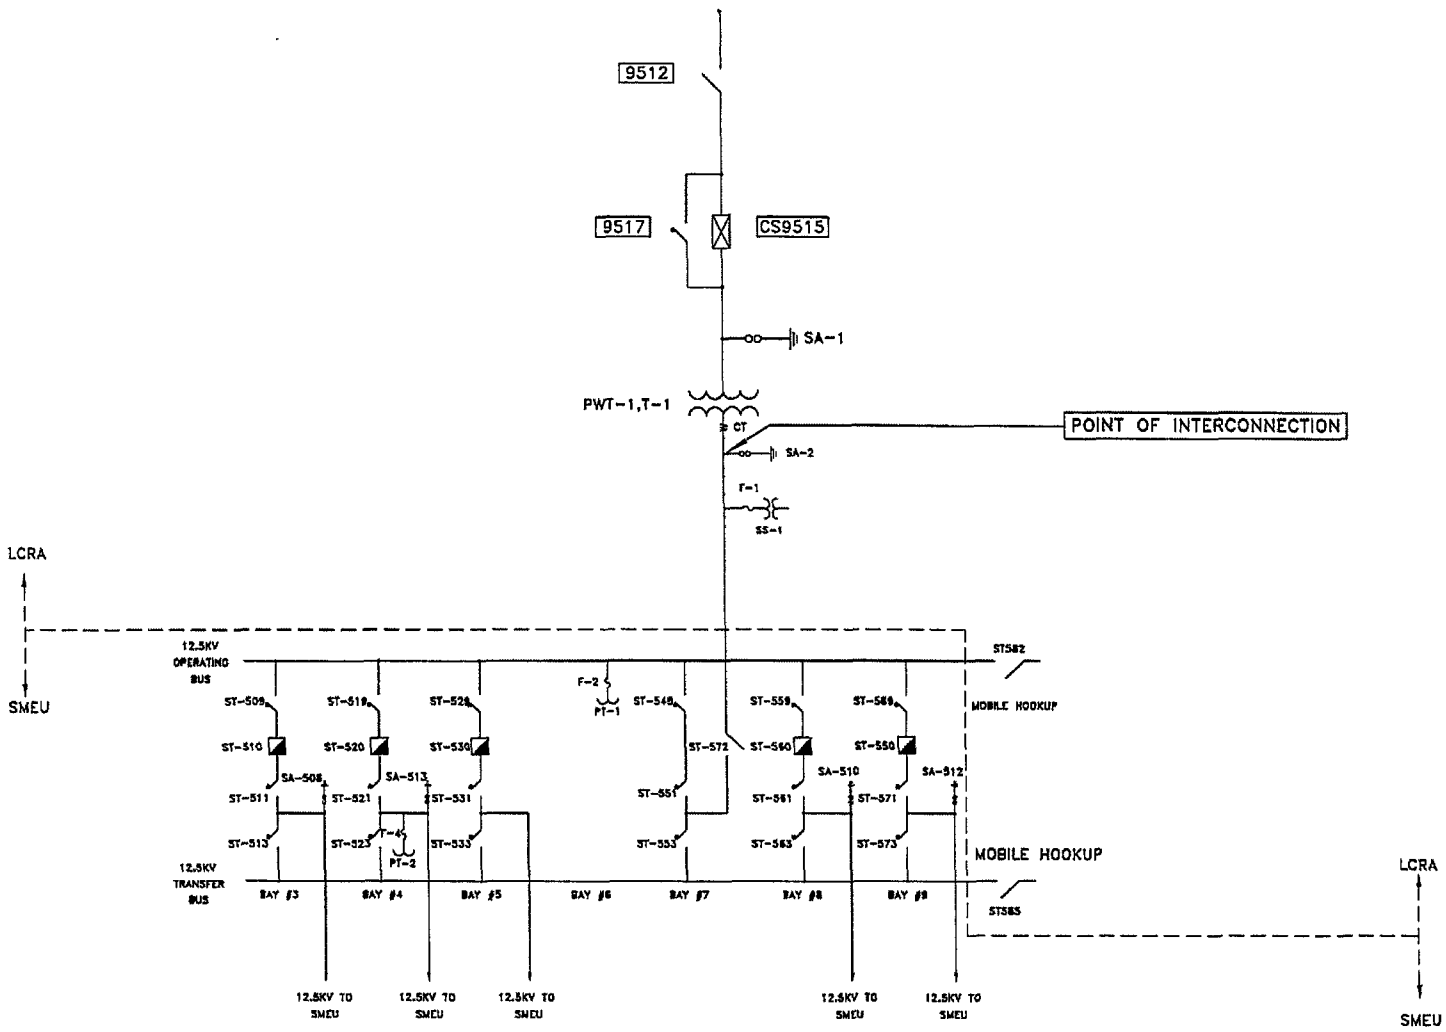 9512
9517
CS9515
SA-1
PWT-1,T-1
CT
POINT OF INTERCONNECTION
SA-2
F-1
SS-1
LCRA
SMEU
12.5KV
OPERATING
BUS
ST582
MOBILE HOOKUP
F-2
PT-1
ST-509
ST-519
ST-529
ST-549
ST-559
ST-569
ST-510
ST-520
ST-530
ST-572
ST-560
ST-550
SA-508
SA-513
SA-510
SA-512
ST-511
ST-521
ST-531
ST-551
ST-561
ST-571
ST-513
ST-523
F-4
PT-2
ST-533
ST-553
ST-563
ST-573
MOBILE HOOKUP
12.5KV
TRANSFER
BUS
BAY #3
BAY #4
BAY #5
BAY #6
BAY #7
BAY #8
BAY #9
ST585
LCRA
SMEU
12.5KV TO
SMEU
12.5KV TO
SMEU
12.5KV TO
SMEU
12.5KV TO
SMEU
12.5KV TO
SMEU